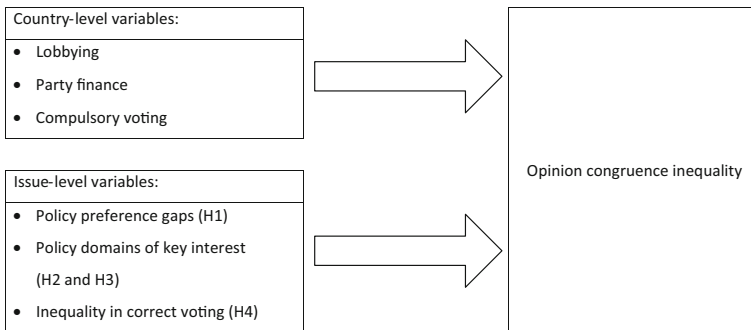 Country-level variables:
• Lobbying
• Party finance
• Compulsory voting
Issue-level variables:
• Policy preference gaps (H1)
• Policy domains of key interest
(H2 and H3)
• Inequality in correct voting (H4)
Opinion congruence inequality